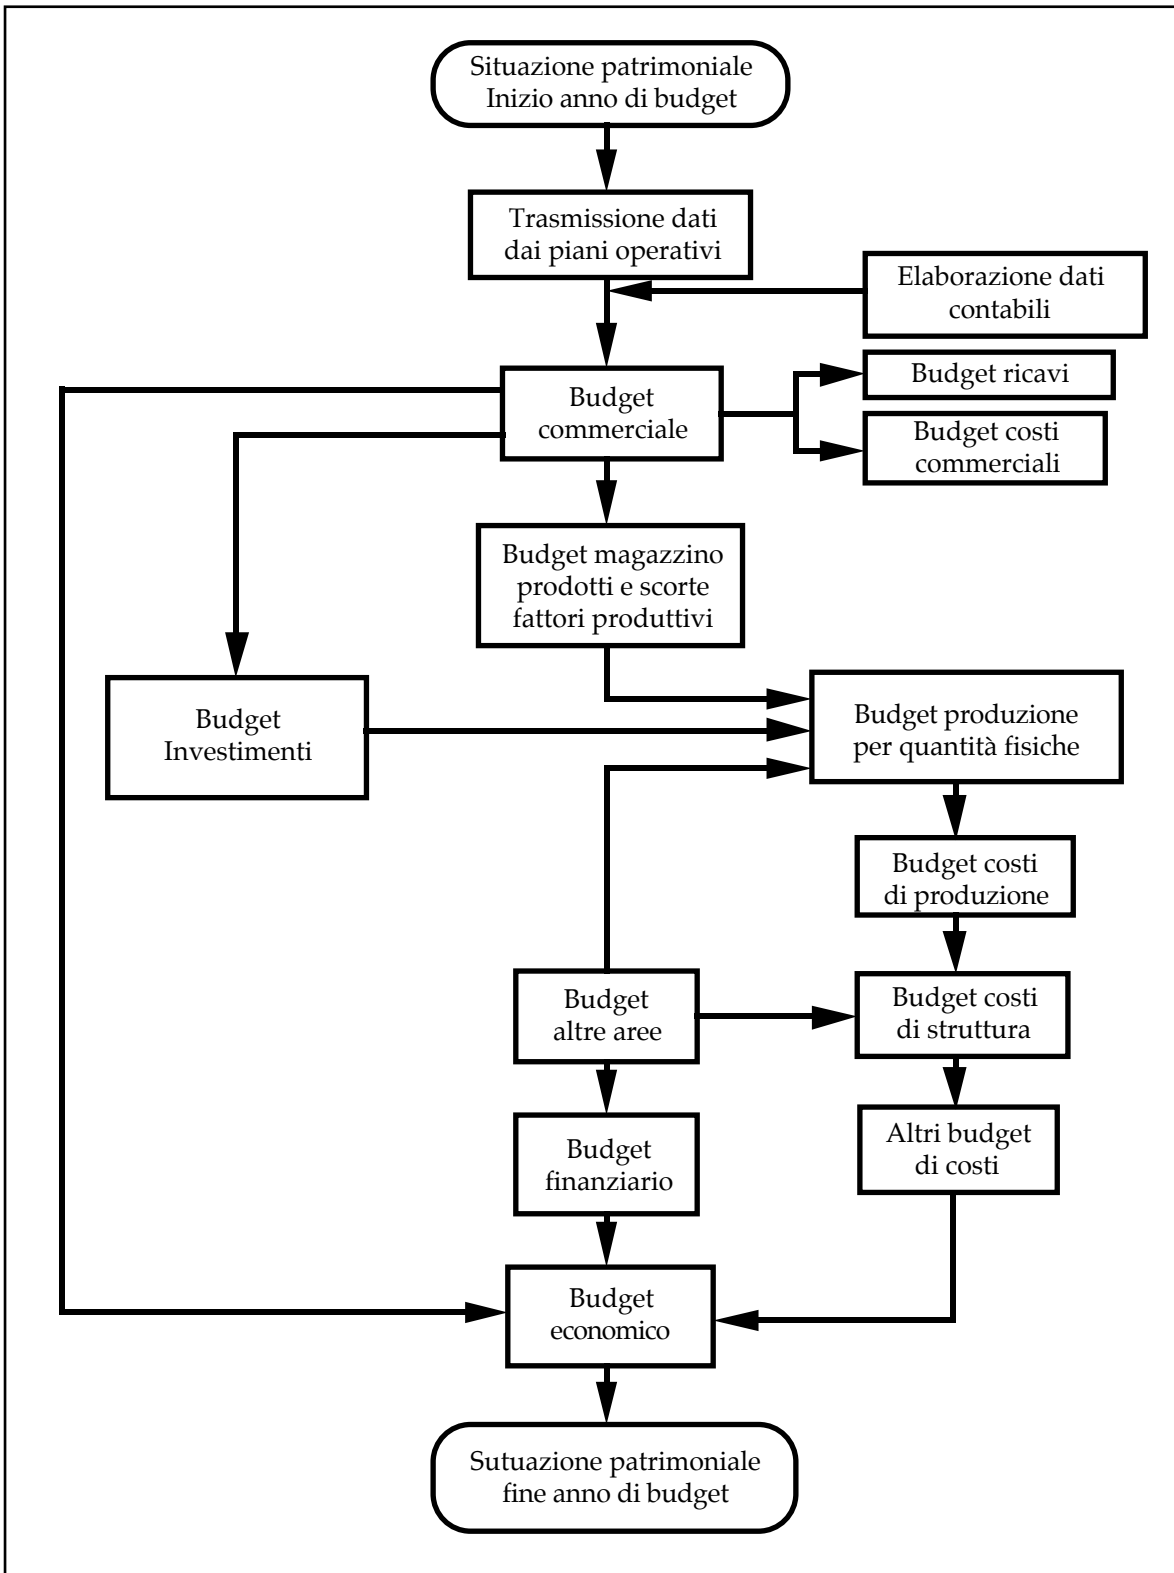 Situazione patrimoniale
Inizio anno di budget
Trasmissione dati
dai piani operativi
Elaborazione dati
contabili
Budget ricavi
Budget
commerciale
Budget costi
commerciali
Budget magazzino
prodotti e scorte
fattori produttivi
Budget
Investimenti
Budget produzione
per quantità fisiche
Budget costi
di produzione
Budget
altre aree
Budget costi
di struttura
Budget
finanziario
Altri budget
di costi
Budget
economico
Sutuazione patrimoniale
fine anno di budget